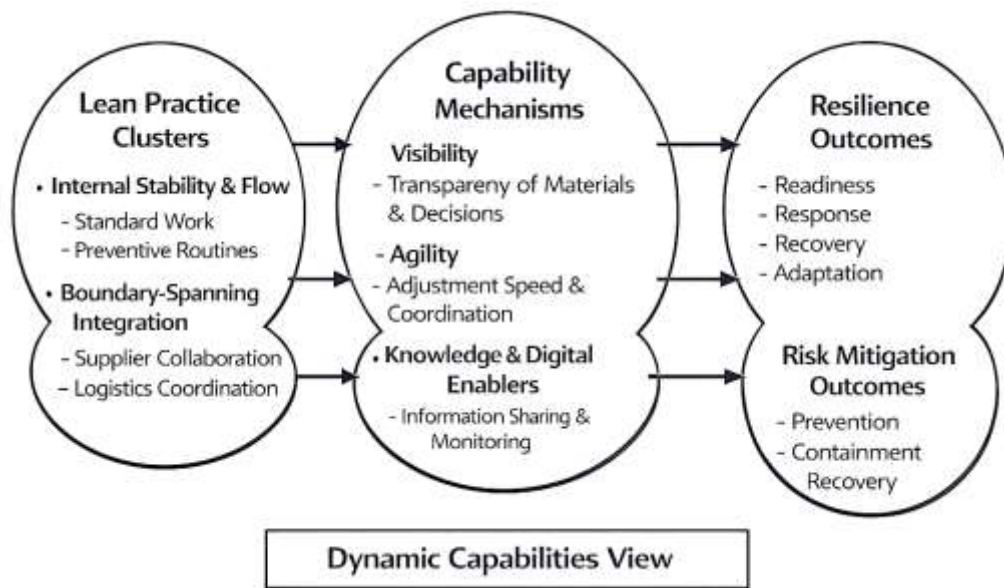 Lean Practice
Clusters
• Internal Stability & Flow
- Standard Work
- Preventive Routines
• Boundary-Spanning
Integration
- Supplier Collaboration
– Logistics Coordination
Capability
Mechanisms
Visibility
- Transpareny of Materials
& Decisions
- Agility
- Adjustment Speed &
Coordination
• Knowledge & Digital
Enablers
- Information Sharing &
Monitoring
Resilience
Outcomes
- Readiness
- Response
- Recovery
- Adaptation
Risk Mitigation
Outcomes
- Prevention
- Containment
Recovery
Dynamic Capabilities View